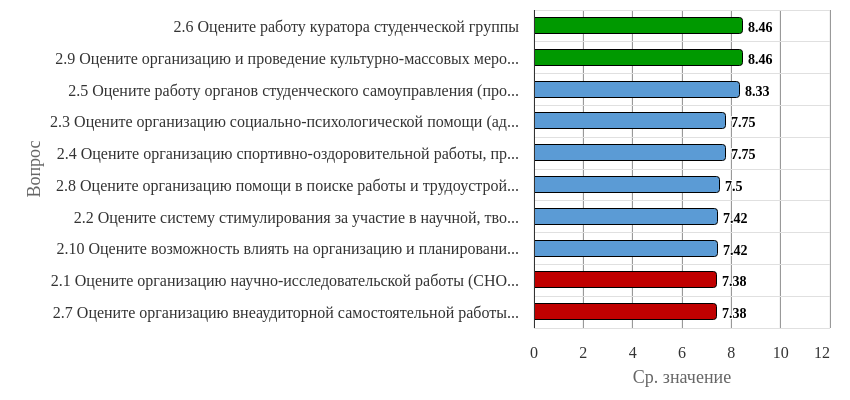 2.6 Оцените работу куратора студенческой группы 8.46
2.9 Оцените организацию и проведение культурно-массовых меро... 8.46
2.5 Оцените работу органов студенческого самоуправления (про... 8.33
2.3 Оцените организацию социально-психологической помощи (ад... 7.75
2.4 Оцените организацию спортивно-оздоровительной работы, пр... 7.75
2.8 Оцените организацию помощи в поиске работы и трудоустрой... 7.5
2.2 Оцените систему стимулирования за участие в научной, тво... 7.42
2.10 Оцените возможность влиять на организацию и планировани... 7.42
2.1 Оцените организацию научно-исследовательской работы (СНО... 7.38
2.7 Оцените организацию внеаудиторной самостоятельной работы... 7.38
Вопрос
0 2 4 6 8 10 12
Ср. значение